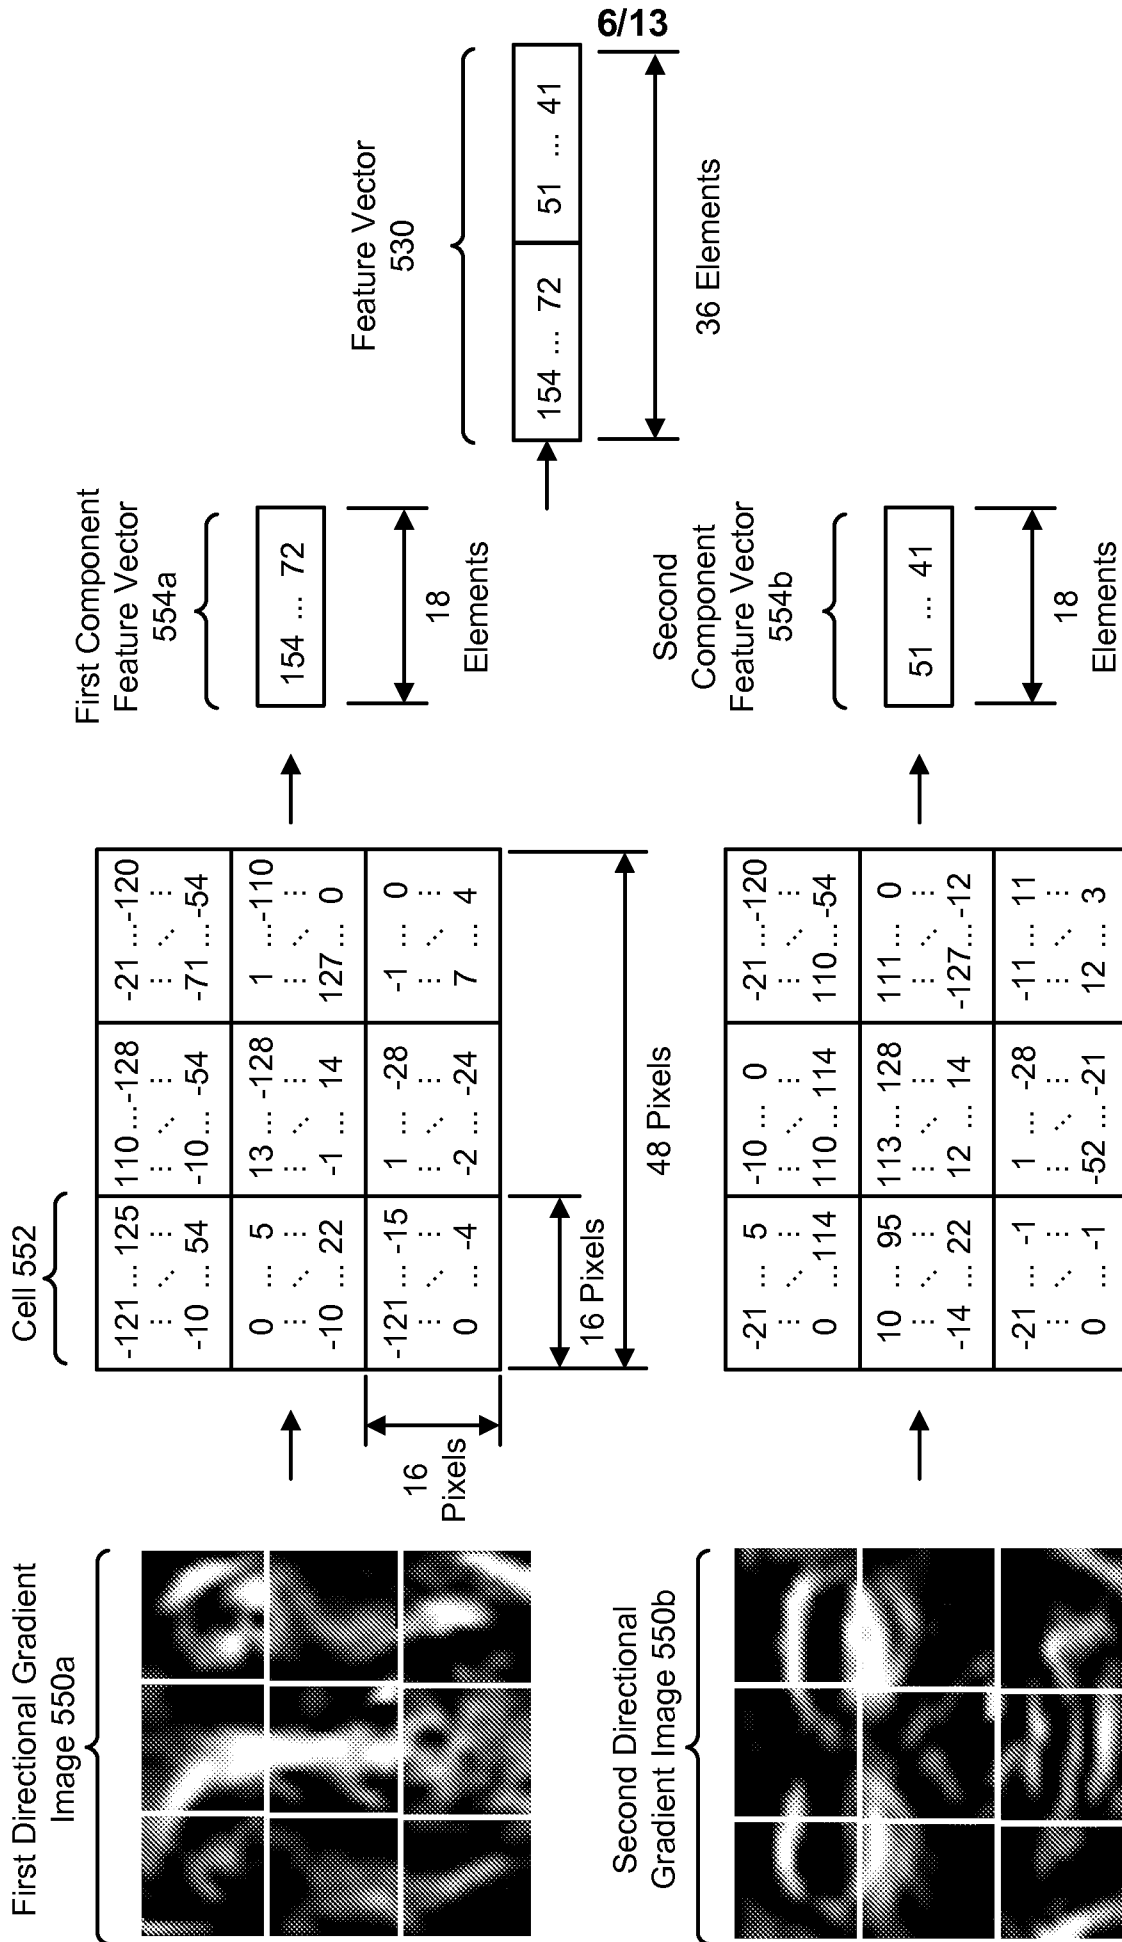 6/13
First Directional Gradient
Image 550a
Cell 552
-121 ... 125 110 ... -128 -21 ... -120
-10 ... 54 -10 ... -54 -71 ... -54
0 ... 5 13 ... -128 1 ... -110
-10 ... 22 -1 ... 14 127 ... 0
-121 ... -15 1 ... -28 -1 ... 0
0 ... -4 -2 ... -24 7 ... 4
16
Pixels
16 Pixels
48 Pixels
First Component
Feature Vector
554a
154 ... 72
18
Elements
Second Directional
Gradient Image 550b
-21 ... 5 -10 ... 0 -21 ... -120
0 ... 114 110 ... 114 110 ... -54
10 ... 95 113 ... 128 111 ... 0
-14 ... 22 12 ... 14 -127 ... -12
-21 ... -1 1 ... -28 -11 ... 11
0 ... -1 -52 ... -21 12 ... 3
Second
Component
Feature Vector
554b
51 ... 41
18
Elements
Feature Vector
530
154 ... 72 51 ... 41
36 Elements